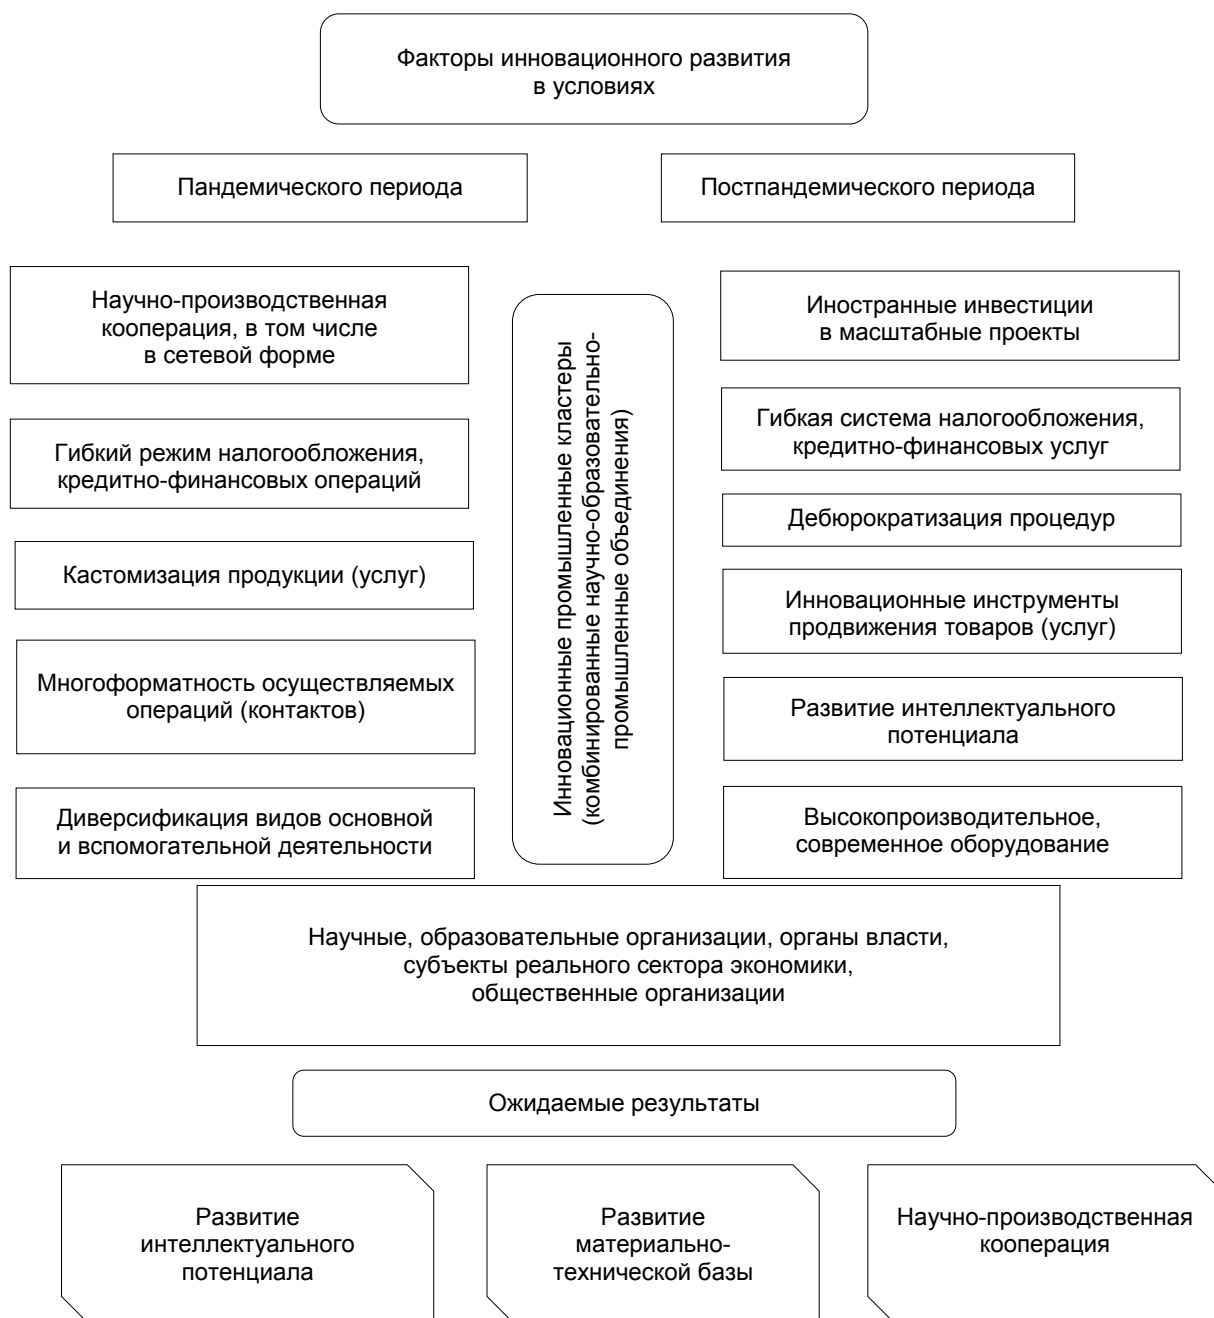 Факторы инновационного развития
в условиях
Пандемического периода
Постпандемического периода
Научно-производственная
кооперация, в том числе
в сетевой форме
Гибкий режим налогообложения,
кредитно-финансовых операций
Кастомизация продукции (услуг)
Многоформатность осуществляемых
операций (контактов)
Диверсификация видов основной
и вспомогательной деятельности
Инновационные промышленные кластеры
(комбинированные научно-образовательно-
промышленные объединения)
Иностранные инвестиции
в масштабные проекты
Гибкая система налогообложения,
кредитно-финансовых услуг
Дебюрократизация процедур
Инновационные инструменты
продвижения товаров (услуг)
Развитие интеллектуального
потенциала
Высокопроизводительное,
современное оборудование
Научные, образовательные организации, органы власти,
субъекты реального сектора экономики,
общественные организации
Ожидаемые результаты
Развитие
интеллектуального
потенциала
Развитие
материально-
технической базы
Научно-производственная
кооперация